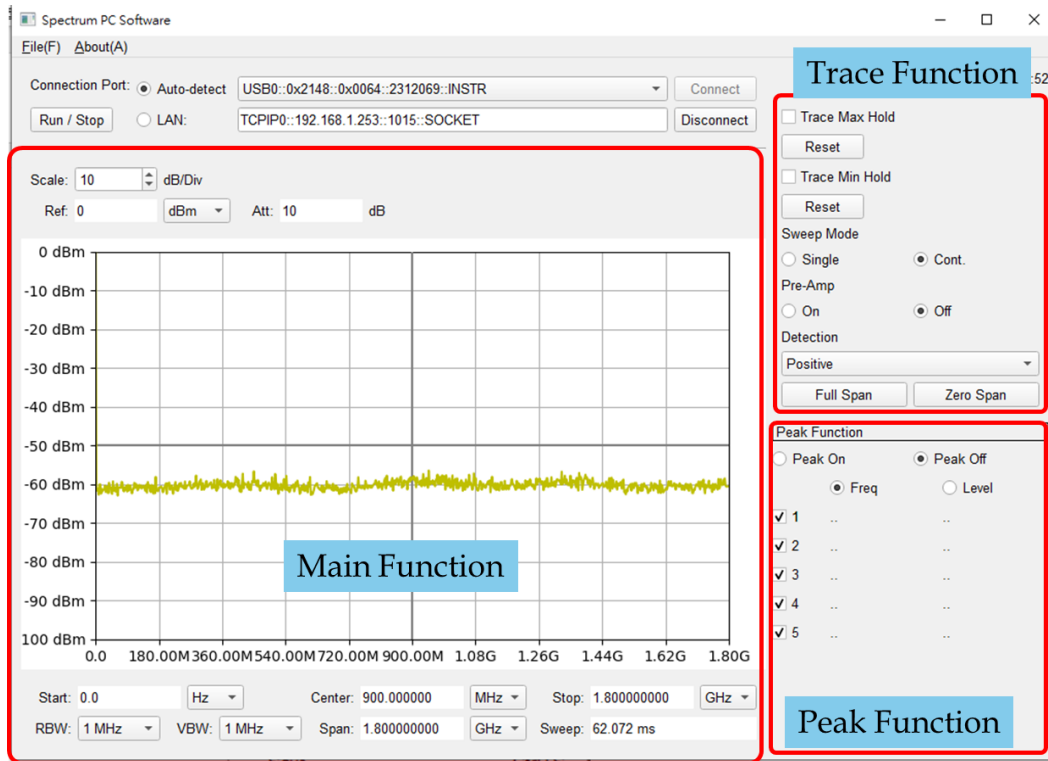 Spectrum PC Software
File(F) About(A)
Trace Function
:52
Connection Port: Auto-detect USB0::0x2148::0x0064::2312069::INSTR Connect
Run / Stop LAN: TCPIP0::192.168.1.253::1015::SOCKET Disconnect
Scale: 10 dB/Div
Ref: 0 dBm Att: 10 dB
0 dBm
-10 dBm
-20 dBm
-30 dBm
-40 dBm
-50 dBm
-60 dBm
-70 dBm
-80 dBm
-90 dBm
100 dBm
0.0 180.00M 360.00M 540.00M 720.00M 900.00M 1.08G 1.26G 1.44G 1.62G 1.80G
Main Function
Start: 0.0 Hz Center: 900.000000 MHz Stop: 1.800000000 GHz
RBW: 1 MHz VBW: 1 MHz Span: 1.800000000 GHz Sweep: 62.072 ms
Trace Max Hold
Reset
Trace Min Hold
Reset
Sweep Mode
Single Cont.
Pre-Amp
On Off
Detection
Positive
Full Span Zero Span
Peak Function
Peak On Peak Off
Freq Level
1 .. ..
2 .. ..
3 .. ..
4 .. ..
5 .. ..
Peak Function